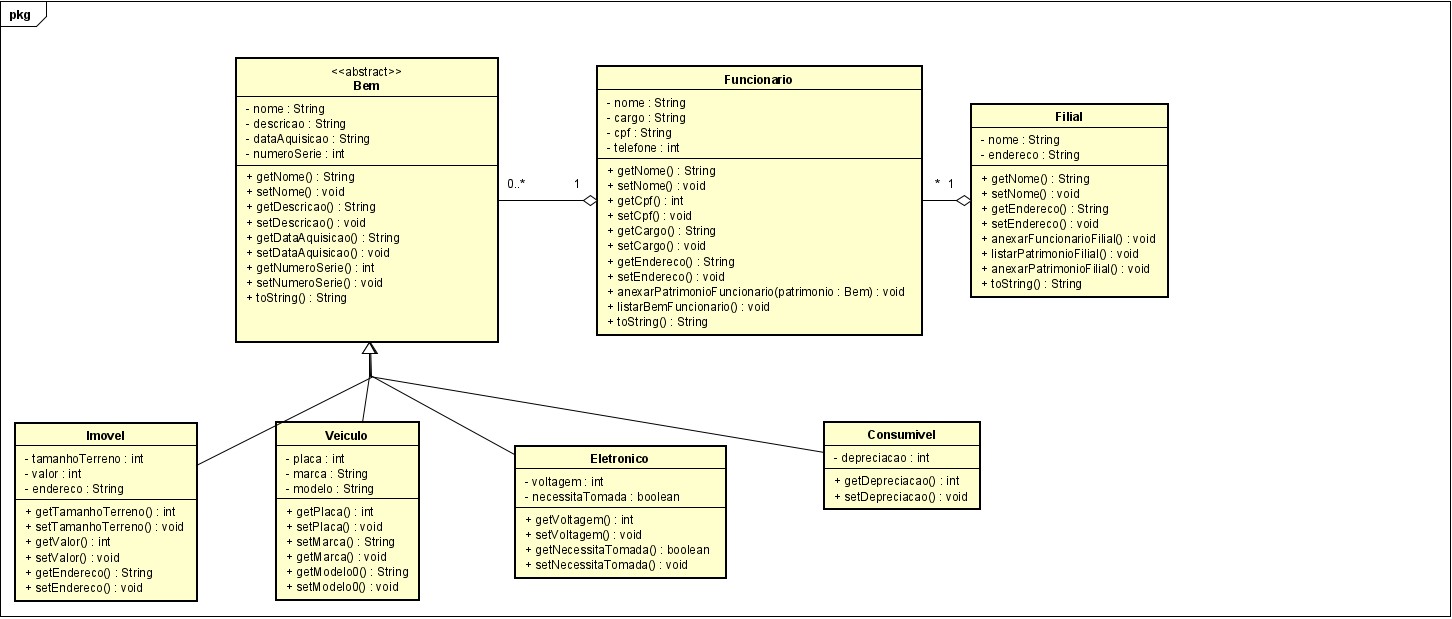 pkg
<<abstract>>
Bem
- nome : String
- descricao : String
- dataAquisicao : String
- numeroSerie : int
+ getNome() : String
+ setNome() : void
+ getDescricao() : String
+ setDescricao() : void
+ getDataAquisicao() : String
+ setDataAquisicao() : void
+ getNumeroSerie() : int
+ setNumeroSerie() : void
+ toString() : String
0..*
1
Funcionario
- nome : String
- cargo : String
- cpf : String
- telefone : int
+ getNome() : String
+ setNome() : void
+ getCpf() : int
+ setCpf() : void
+ getCargo() : String
+ setCargo() : void
+ getEndereco() : String
+ setEndereco() : void
+ anexarPatrimonioFuncionario(patrimonio : Bem) : void
+ listarBemFuncionario() : void
+ toString() : String
*
1
Filial
- nome : String
- endereco : String
+ getNome() : String
+ setNome() : void
+ getEndereco() : String
+ setEndereco() : void
+ anexarFuncionarioFilial() : void
+ listarPatrimonioFilial() : void
+ anexarPatrimonioFilial() : void
+ toString() : String
Imovel
- tamanhoTerreno : int
- valor : int
- endereco : String
+ getTamanhoTerreno() : int
+ setTamanhoTerreno() : void
+ getValor() : int
+ setValor() : void
+ getEndereco() : String
+ setEndereco() : void
Veiculo
- placa : int
- marca : String
- modelo : String
+ getPlaca() : int
+ setPlaca() : void
+ setMarca() : String
+ getMarca() : void
+ getModelo0() : String
+ setModelo0() : void
Eletronico
- voltagem : int
- necessitaTomada : boolean
+ getVoltagem() : int
+ setVoltagem() : void
+ getNecessitaTomada() : boolean
+ setNecessitaTomada() : void
Consumivel
- depreciacao : int
+ getDepreciacao() : int
+ setDepreciacao() : void